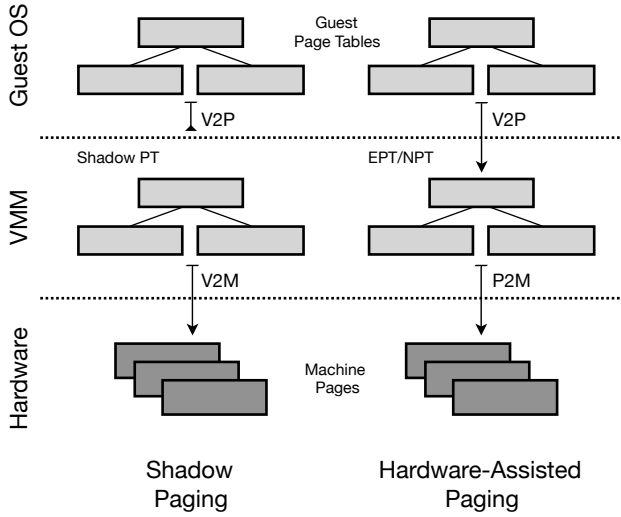 Guest OS
Guest
Page Tables
V2P
V2P
Shadow PT
EPT/NPT
VMM
V2M
P2M
Hardware
Machine
Pages
Shadow
Paging
Hardware-Assisted
Paging